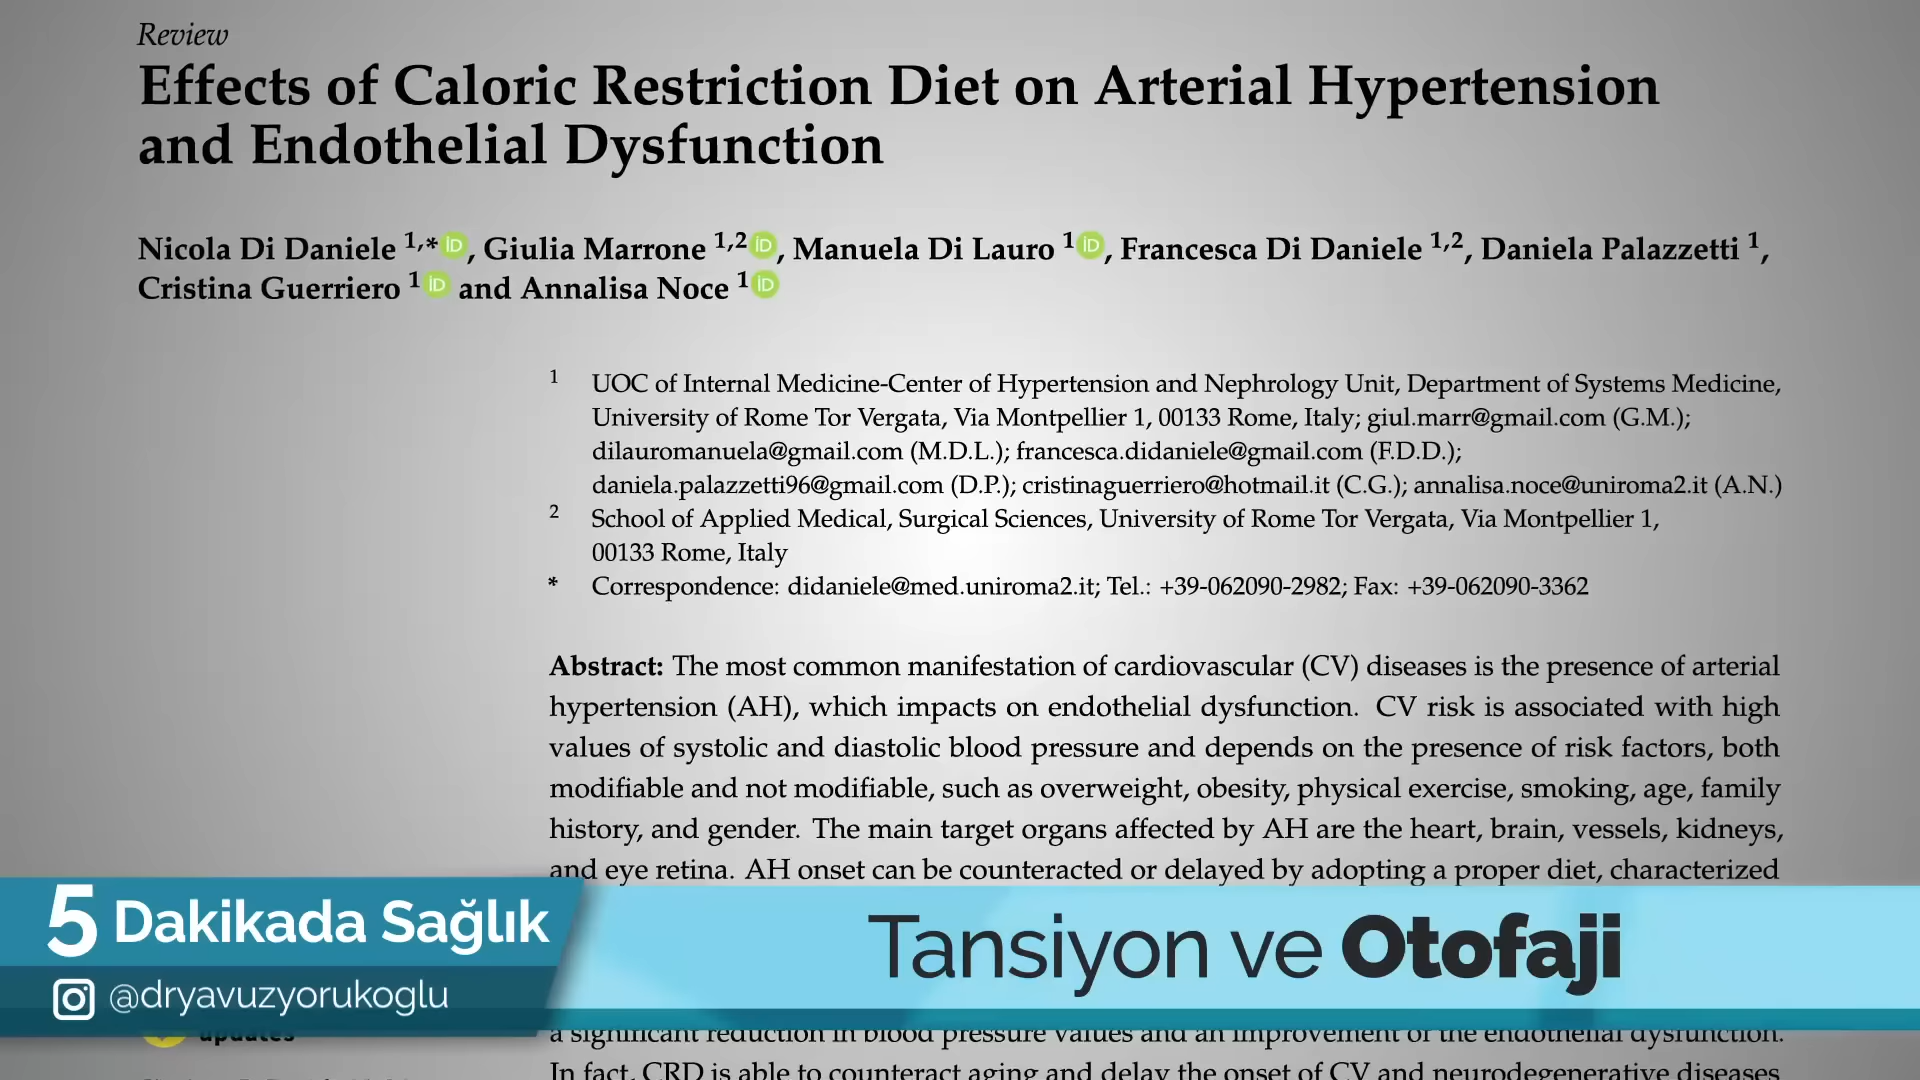 Review
Effects of Caloric Restriction Diet on Arterial Hypertension
and Endothelial Dysfunction
Nicola Di Daniele 1,* iD, Giulia Marrone 1,2 iD, Manuela Di Lauro 1 iD, Francesca Di Daniele 1,2, Daniela Palazzetti 1,
Cristina Guerriero 1 iD and Annalisa Noce 1 iD
1 UOC of Internal Medicine-Center of Hypertension and Nephrology Unit, Department of Systems Medicine,
University of Rome Tor Vergata, Via Montpellier 1, 00133 Rome, Italy; giul.marr@gmail.com (G.M.);
dilauromanuela@gmail.com (M.D.L.); francesca.didaniele@gmail.com (F.D.D.);
daniela.palazzetti96@gmail.com (D.P.); cristinaguerriero@hotmail.it (C.G.); annalisa.noce@uniroma2.it (A.N.)
2 School of Applied Medical, Surgical Sciences, University of Rome Tor Vergata, Via Montpellier 1,
00133 Rome, Italy
* Correspondence: didaniele@med.uniroma2.it; Tel.: +39-062090-2982; Fax: +39-062090-3362
Abstract: The most common manifestation of cardiovascular (CV) diseases is the presence of arterial
hypertension (AH), which impacts on endothelial dysfunction. CV risk is associated with high
values of systolic and diastolic blood pressure and depends on the presence of risk factors, both
modifiable and not modifiable, such as overweight, obesity, physical exercise, smoking, age, family
history, and gender. The main target organs affected by AH are the heart, brain, vessels, kidneys,
and eye retina. AH onset can be counteracted or delayed by adopting a proper diet, characterized
5 Dakikada Sağlık
Tansiyon ve Otofaji
@dryavuzyorukoglu
updates
a significant reduction in blood pressure values and an improvement of the endothelial dysfunction.
In fact, CRD is able to counteract aging and delay the onset of CV and neurodegenerative diseases